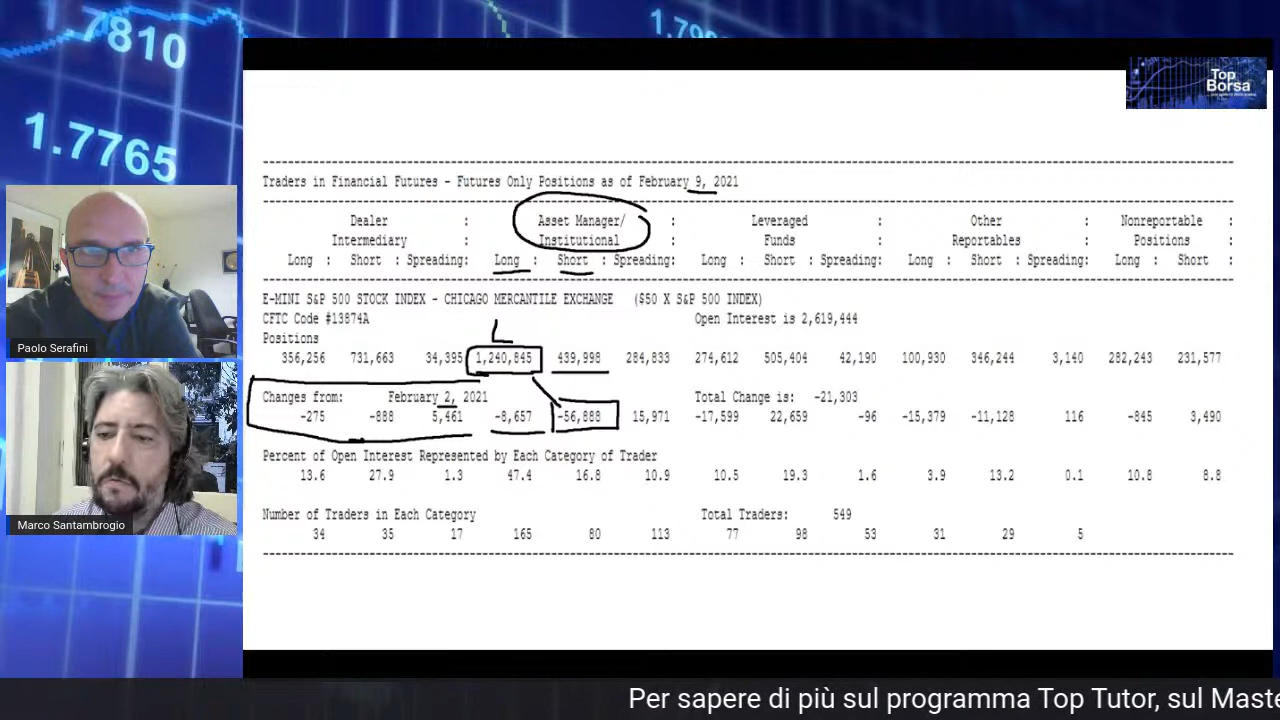 7810
1.79
1.7765
Top
Borsa
Paolo Serafini
Marco Santambrogio
Traders in Financial Futures - Futures Only Positions as of February 9, 2021
Dealer : Asset Manager/ : Leveraged : Other : Nonreportable :
Intermediary : Institutional : Funds : Reportables : Positions :
Long : Short : Spreading: Long : Short : Spreading: Long : Short : Spreading: Long : Short : Spreading: Long : Short :
E-MINI S&P 500 STOCK INDEX - CHICAGO MERCANTILE EXCHANGE ($50 X S&P 500 INDEX)
CFTC Code #13874A Open Interest is 2,619,444
Positions
L
356,256 731,663 34,395 1,240,845 439,998 284,833 274,612 505,404 42,190 100,930 346,244 3,140 282,243 231,577
Changes from: February 2, 2021 Total Change is: -21,303
-275 -888 5,461 -8,657 -56,888 15,971 -17,599 22,659 -96 -15,379 -11,128 116 -845 3,490
Percent of Open Interest Represented by Each Category of Trader
13.6 27.9 1.3 47.4 16.8 10.9 10.5 19.3 1.6 3.9 13.2 0.1 10.8 8.8
Number of Traders in Each Category Total Traders: 549
34 35 17 165 80 113 77 98 53 31 29 5
Per sapere di più sul programma Top Tutor, sul Maste